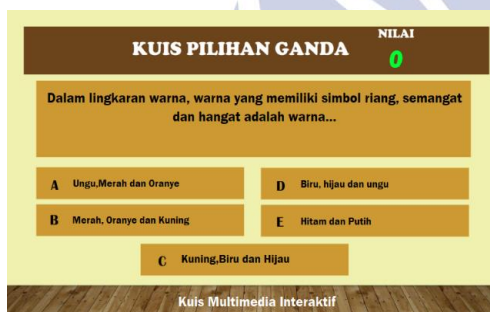 KUIS PILIHAN GANDA
NILAI
0
Dalam lingkaran warna, warna yang memiliki simbol riang, semangat
dan hangat adalah warna...
A Ungu,Merah dan Oranye
B Merah, Oranye dan Kuning
C Kuning,Biru dan Hijau
D Biru, hijau dan ungu
E Hitam dan Putih
Kuis Multimedia Interaktif